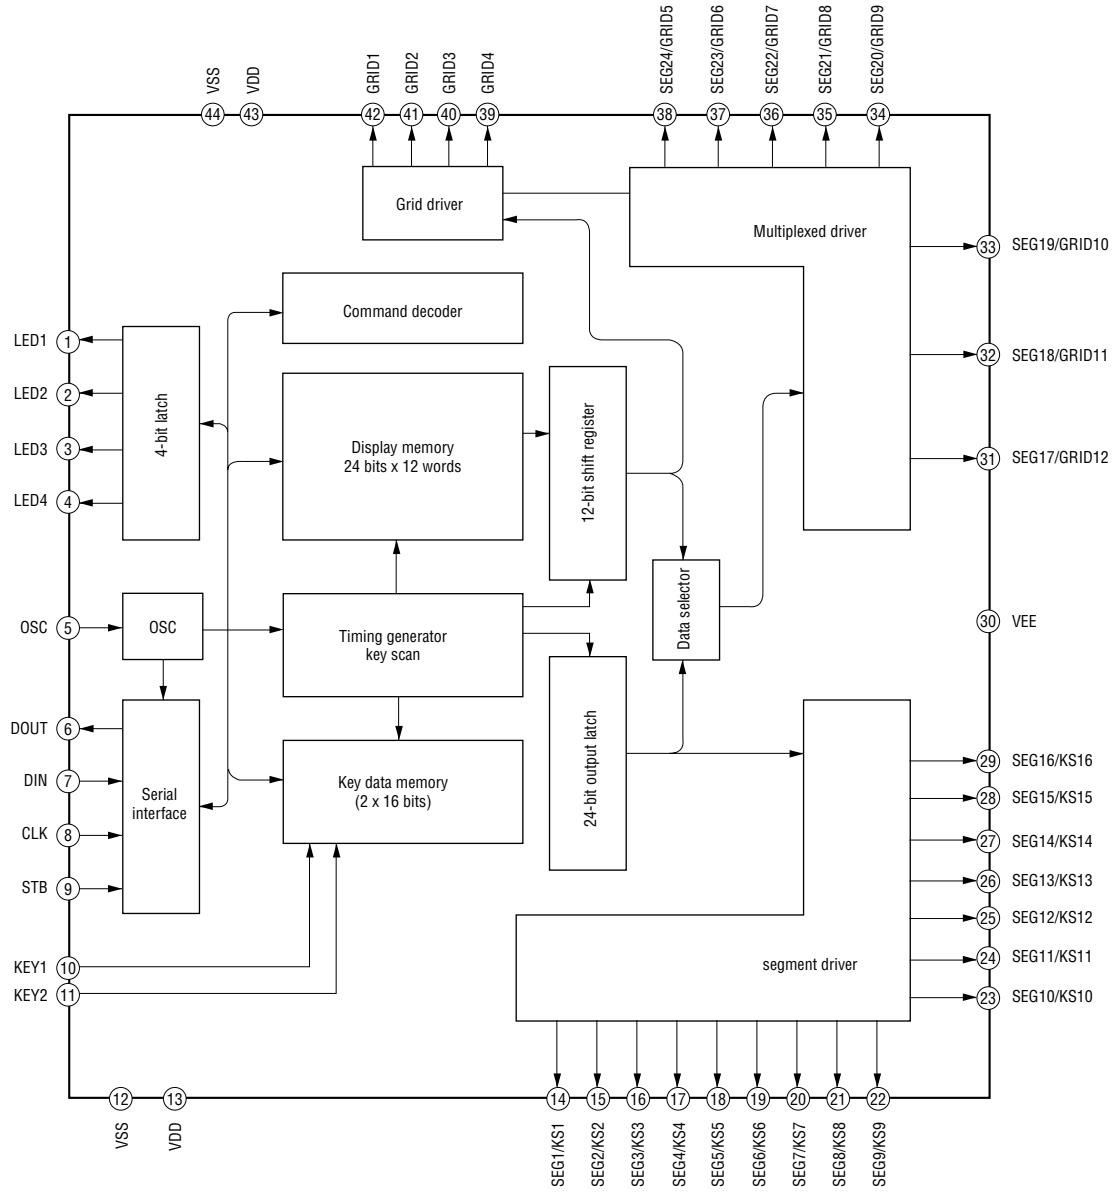 SEG24/GRID5
SEG23/GRID6
SEG22/GRID7
SEG21/GRID8
SEG20/GRID9
VSS
VDD
GRID1
GRID2
GRID3
GRID4
44
43
42
41
40
39
38
37
36
35
34
Grid driver
Multiplexed driver
33
SEG19/GRID10
Command decoder
LED1
1
32
SEG18/GRID11
LED2
2
LED3
3
LED4
4
4-bit latch
Display memory
24 bits x 12 words
12-bit shift register
31
SEG17/GRID12
OSC
5
OSC
Timing generator
key scan
Data selector
30
VEE
DOUT
6
DIN
7
CLK
8
STB
9
Serial
interface
Key data memory
(2 x 16 bits)
24-bit output latch
29
SEG16/KS16
28
SEG15/KS15
27
SEG14/KS14
26
SEG13/KS13
25
SEG12/KS12
24
SEG11/KS11
23
SEG10/KS10
segment driver
KEY1
10
KEY2
11
12
13
14
15
16
17
18
19
20
21
22
VSS
VDD
SEG1/KS1
SEG2/KS2
SEG3/KS3
SEG4/KS4
SEG5/KS5
SEG6/KS6
SEG7/KS7
SEG8/KS8
SEG9/KS9